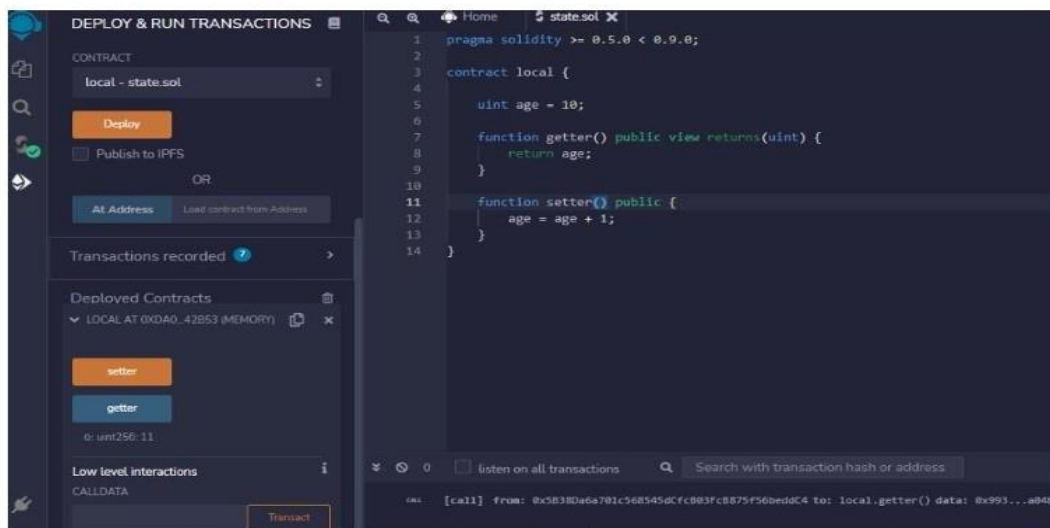 DEPLOY & RUN TRANSACTIONS
CONTRACT
local - state.sol
Deploy
Publish to IPFS
OR
At Address Load contract from Address
Transactions recorded 7
Deployed Contracts
LOCAL AT 0XDA0...42B53 (MEMORY)
setter
getter
0: uint256: 11
Low level interactions i
CALLDATA
Transact
Home state.sol
1 pragma solidity >= 0.5.0 < 0.9.0;
2
3 contract local {
4
5 uint age = 10;
6
7 function getter() public view returns(uint) {
8 return age;
9 }
10
11 function setter() public {
12 age = age + 1;
13 }
14 }
0 listen on all transactions Search with transaction hash or address
CALL [call] from: 0x5B38Da6a701c568545dCfcB03FcB875f56beddC4 to: local.getter() data: 0x993...a048